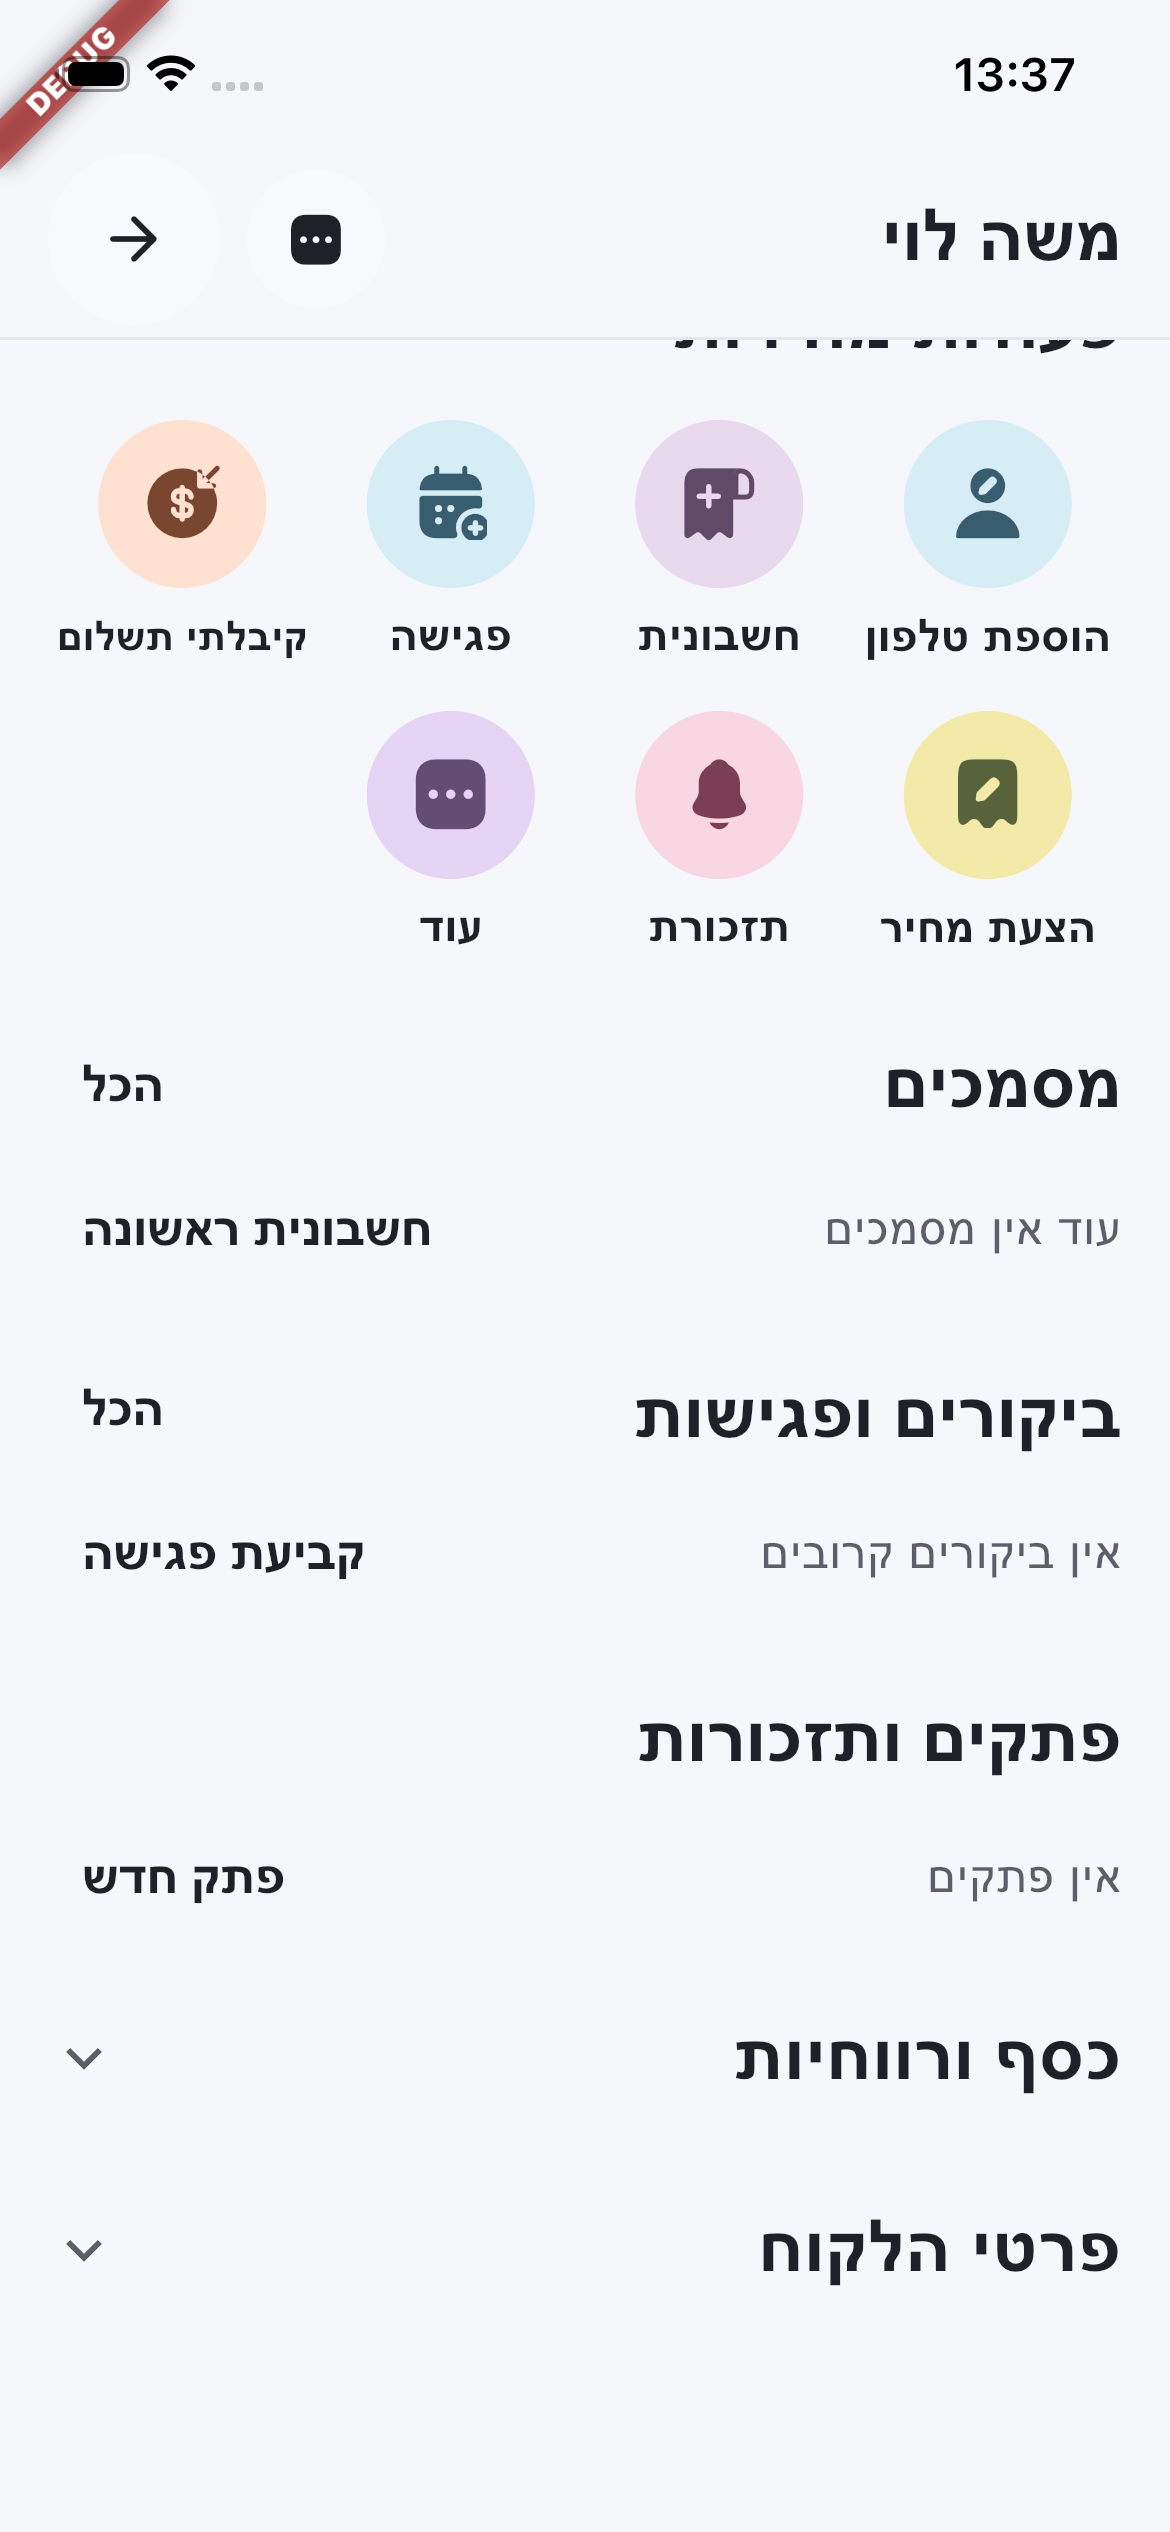 DEBUG
13:37
משה לוי
הוספת טלפון
חשבונית
פגישה
קיבלתי תשלום
הצעת מחיר
תזכורת
עוד
מסמכים
הכל
עוד אין מסמכים
חשבונית ראשונה
ביקורים ופגישות
הכל
אין ביקורים קרובים
קביעת פגישה
פתקים ותזכורות
אין פתקים
פתק חדש
כסף ורווחיות
פרטי הלקוח